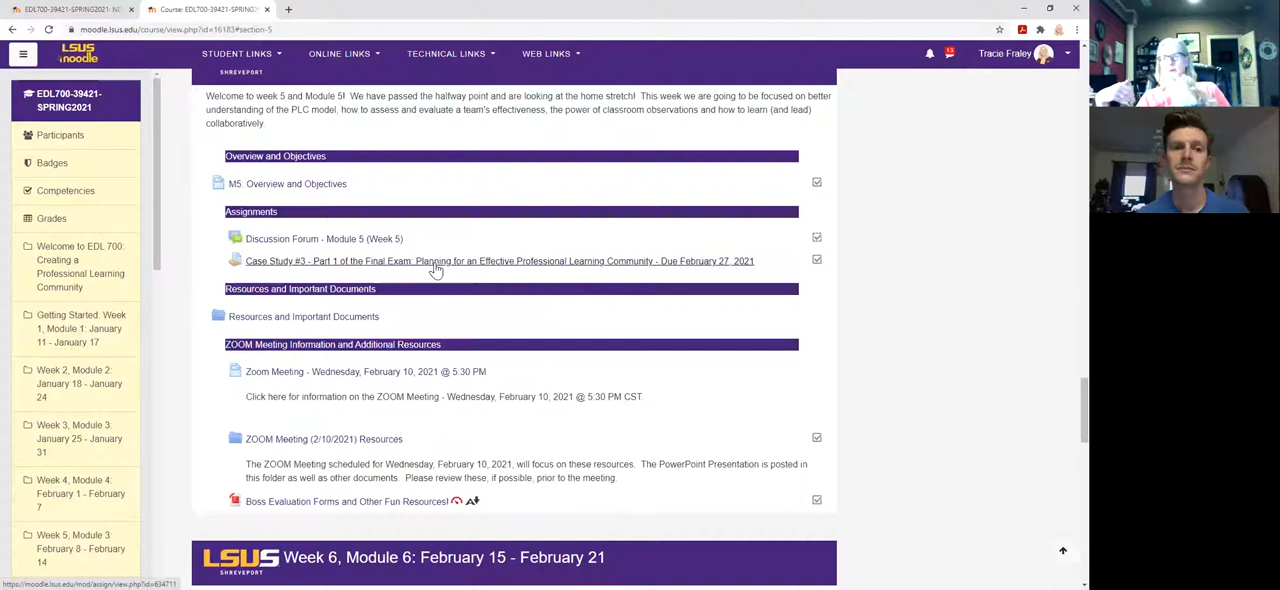 EDL700-39421-SPRING2021: NE
Course: EDL700-39421-SPRING2
moodle.lsus.edu/course/view.php?id=16183#section-5
LSUS
moodle
STUDENT LINKS
ONLINE LINKS
TECHNICAL LINKS
WEB LINKS
13
Tracie Fraley
SHREVEPORT
EDL700-39421-
SPRING2021
Participants
Badges
Competencies
Grades
Welcome to EDL 700:
Creating a
Professional Learning
Community
Getting Started: Week
1, Module 1: January
11 - January 17
Week 2, Module 2:
January 18 - January
24
Week 3, Module 3:
January 25 - January
31
Week 4, Module 4:
February 1 - February
7
Week 5, Module 3:
February 8 - February
14
Welcome to week 5 and Module 5! We have passed the halfway point and are looking at the home stretch! This week we are going to be focused on better
understanding of the PLC model, how to assess and evaluate a team's effectiveness, the power of classroom observations and how to learn (and lead)
collaboratively.
Overview and Objectives
M5: Overview and Objectives
Assignments
Discussion Forum - Module 5 (Week 5)
Case Study #3 - Part 1 of the Final Exam: Planning for an Effective Professional Learning Community - Due February 27, 2021
Resources and Important Documents
Resources and Important Documents
ZOOM Meeting Information and Additional Resources
Zoom Meeting - Wednesday, February 10, 2021 @ 5:30 PM
Click here for information on the ZOOM Meeting - Wednesday, February 10, 2021 @ 5:30 PM CST.
ZOOM Meeting (2/10/2021) Resources
The ZOOM Meeting scheduled for Wednesday, February 10, 2021, will focus on these resources. The PowerPoint Presentation is posted in
this folder as well as other documents. Please review these, if possible, prior to the meeting.
Boss Evaluation Forms and Other Fun Resources!
LSUS Week 6, Module 6: February 15 - February 21
SHREVEPORT
https://moodle.lsus.edu/mod/assign/view.php?id=634711